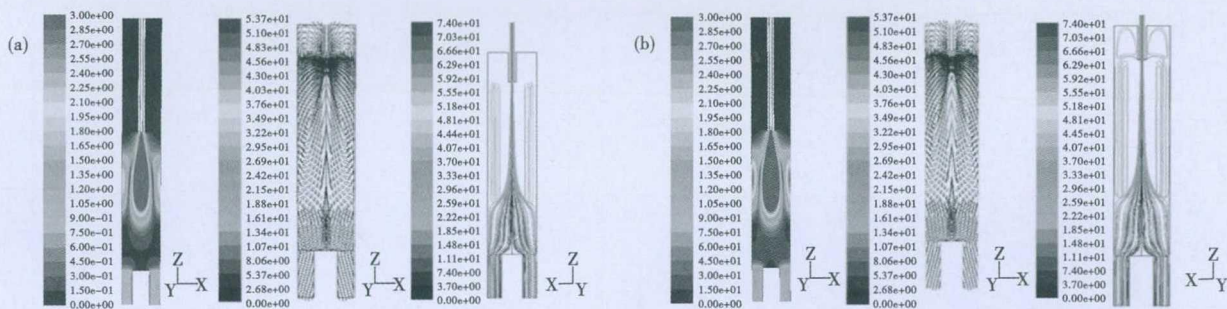 (a)
3.00e+00
2.85e+00
2.70e+00
2.55e+00
2.40e+00
2.25e+00
2.10e+00
1.95e+00
1.80e+00
1.65e+00
1.50e+00
1.35e+00
1.20e+00
1.05e+00
9.00e−01
7.50e−01
6.00e−01
4.50e−01
3.00e−01
1.50e−01
0.00e+00
Z
Y X
5.37e+01
5.10e+01
4.83e+01
4.56e+01
4.30e+01
4.03e+01
3.76e+01
3.49e+01
3.22e+01
2.95e+01
2.69e+01
2.42e+01
2.15e+01
1.88e+01
1.61e+01
1.34e+01
1.07e+01
8.06e+00
5.37e+00
2.68e+00
0.00e+00
Z
Y X
7.40e+01
7.03e+01
6.66e+01
6.29e+01
5.92e+01
5.55e+01
5.18e+01
4.81e+01
4.44e+01
4.07e+01
3.70e+01
3.33e+01
2.96e+01
2.59e+01
2.22e+01
1.85e+01
1.48e+01
1.11e+01
7.40e+00
3.70e+00
0.00e+00
Z
X Y
(b)
3.00e+00
2.85e+00
2.70e+00
2.55e+00
2.40e+00
2.25e+00
2.10e+00
1.95e+00
1.80e+00
1.65e+00
1.50e+00
1.35e+00
1.20e+00
1.05e+00
9.00e−01
7.50e−01
6.00e−01
4.50e−01
3.00e−01
1.50e−01
0.00e+00
Z
Y X
5.37e+01
5.10e+01
4.83e+01
4.56e+01
4.30e+01
4.03e+01
3.76e+01
3.49e+01
3.22e+01
2.95e+01
2.69e+01
2.42e+01
2.15e+01
1.88e+01
1.61e+01
1.34e+01
1.07e+01
8.06e+00
5.37e+00
2.68e+00
0.00e+00
Z
Y X
7.40e+01
7.03e+01
6.66e+01
6.29e+01
5.92e+01
5.55e+01
5.18e+01
4.81e+01
4.45e+01
4.07e+01
3.70e+01
3.33e+01
2.96e+01
2.59e+01
2.22e+01
1.85e+01
1.48e+01
1.11e+01
7.40e+00
3.70e+00
0.00e+00
Z
X Y